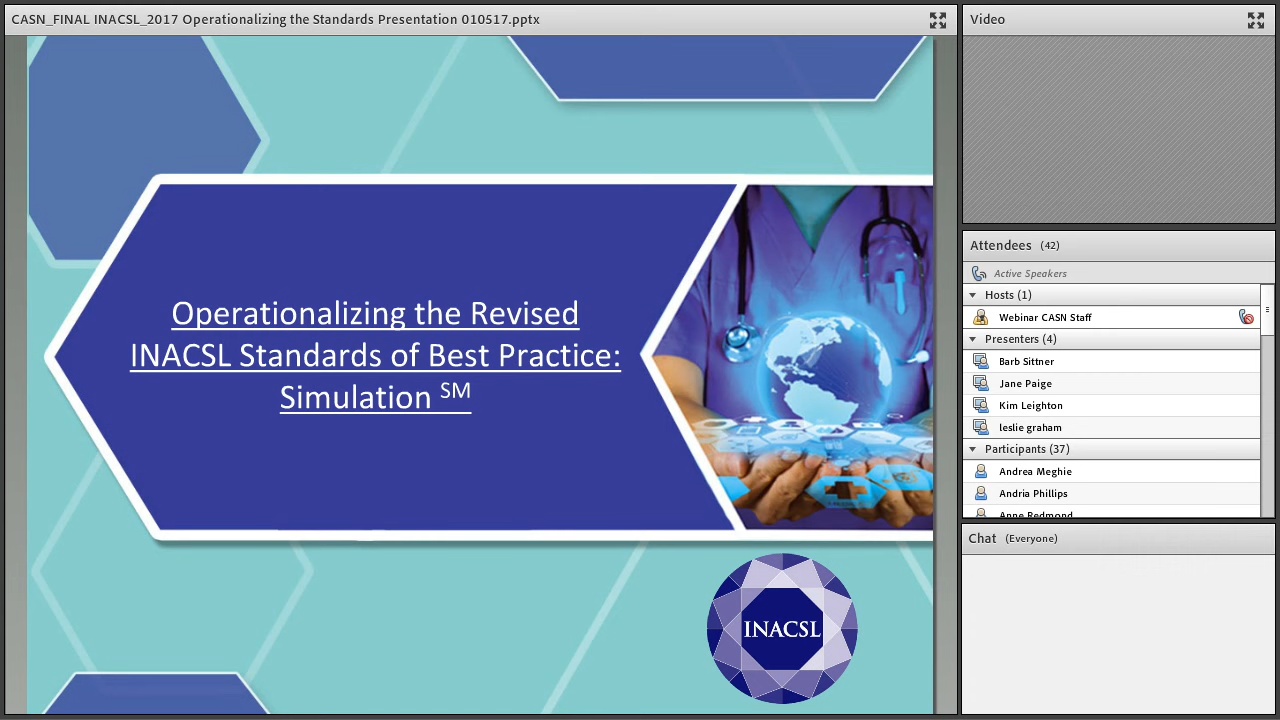 CASN_FINAL INACSL_2017 Operationalizing the Standards Presentation 010517.pptx
Operationalizing the Revised
INACSL Standards of Best Practice:
Simulation SM
INACSL
Video
Attendees (42)
Active Speakers
Hosts (1)
Webinar CASN Staff
Presenters (4)
Barb Sittner
Jane Paige
Kim Leighton
leslie graham
Participants (37)
Andrea Meghie
Andria Phillips
Anne Redmond
Chat (Everyone)